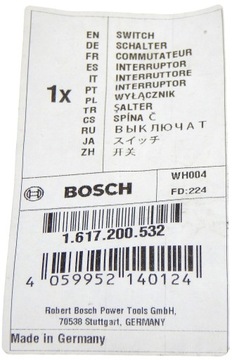 1x
EN SWITCH
DE SCHALTER
FR COMMUTATEUR
ES INTERRUPTOR
IT INTERRUTTORE
PT INTERRUPTOR
PL WYŁĄCZNIK
TR ŞALTER
CS SPÍNA Č
RU ВЫКЛЮЧАТ
JA スイッチ
ZH 开关
BOSCH
WH004
FD:224
1.617.200.532
4 059952 140124
Robert Bosch Power Tools GmbH,
70538 Stuttgart, GERMANY
Made in Germany